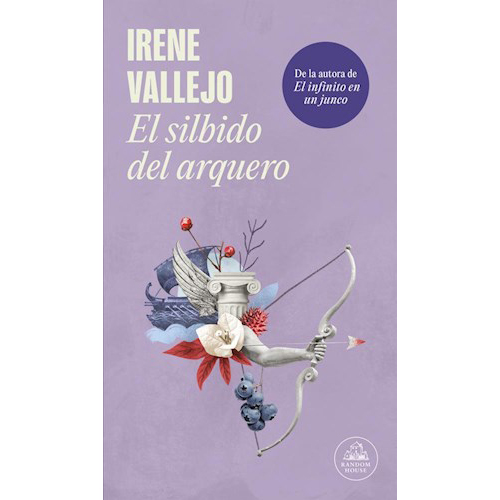 IRENE
VALLEJO
El silbido
del arquero
De la autora de
El infinito en
un junco
RANDOM
HOUSE